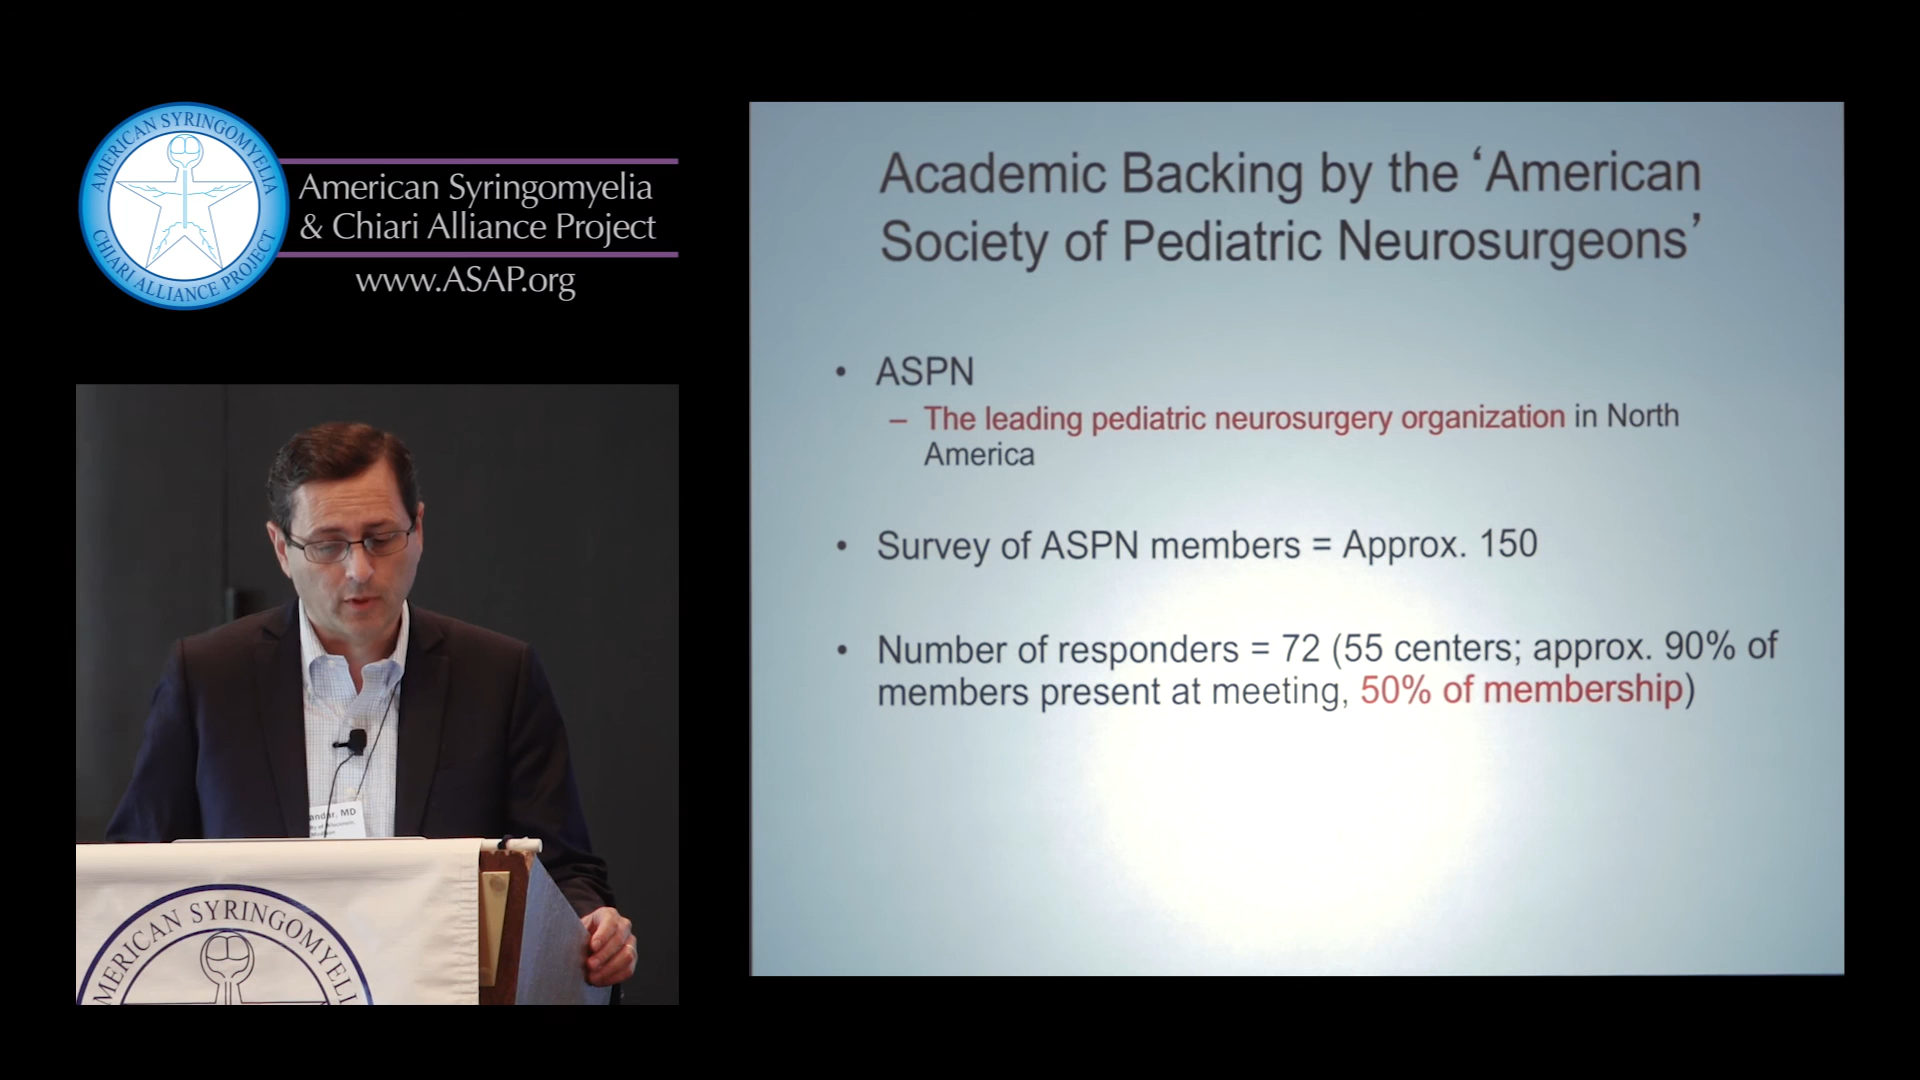 AMERICAN SYRINGOMYELIA
CHIARI ALLIANCE PROJECT
American Syringomyelia
& Chiari Alliance Project
www.ASAP.org
Academic Backing by the ‘American
Society of Pediatric Neurosurgeons’
• ASPN
– The leading pediatric neurosurgery organization in North
America
• Survey of ASPN members = Approx. 150
• Number of responders = 72 (55 centers; approx. 90% of
members present at meeting, 50% of membership)
MD
MERICAN SYRINGOMYELI